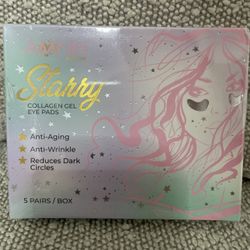 Starry
COLLAGEN GEL
EYE PADS
Anti-Aging
Anti-Wrinkle
Reduces Dark
Circles
5 PAIRS / BOX